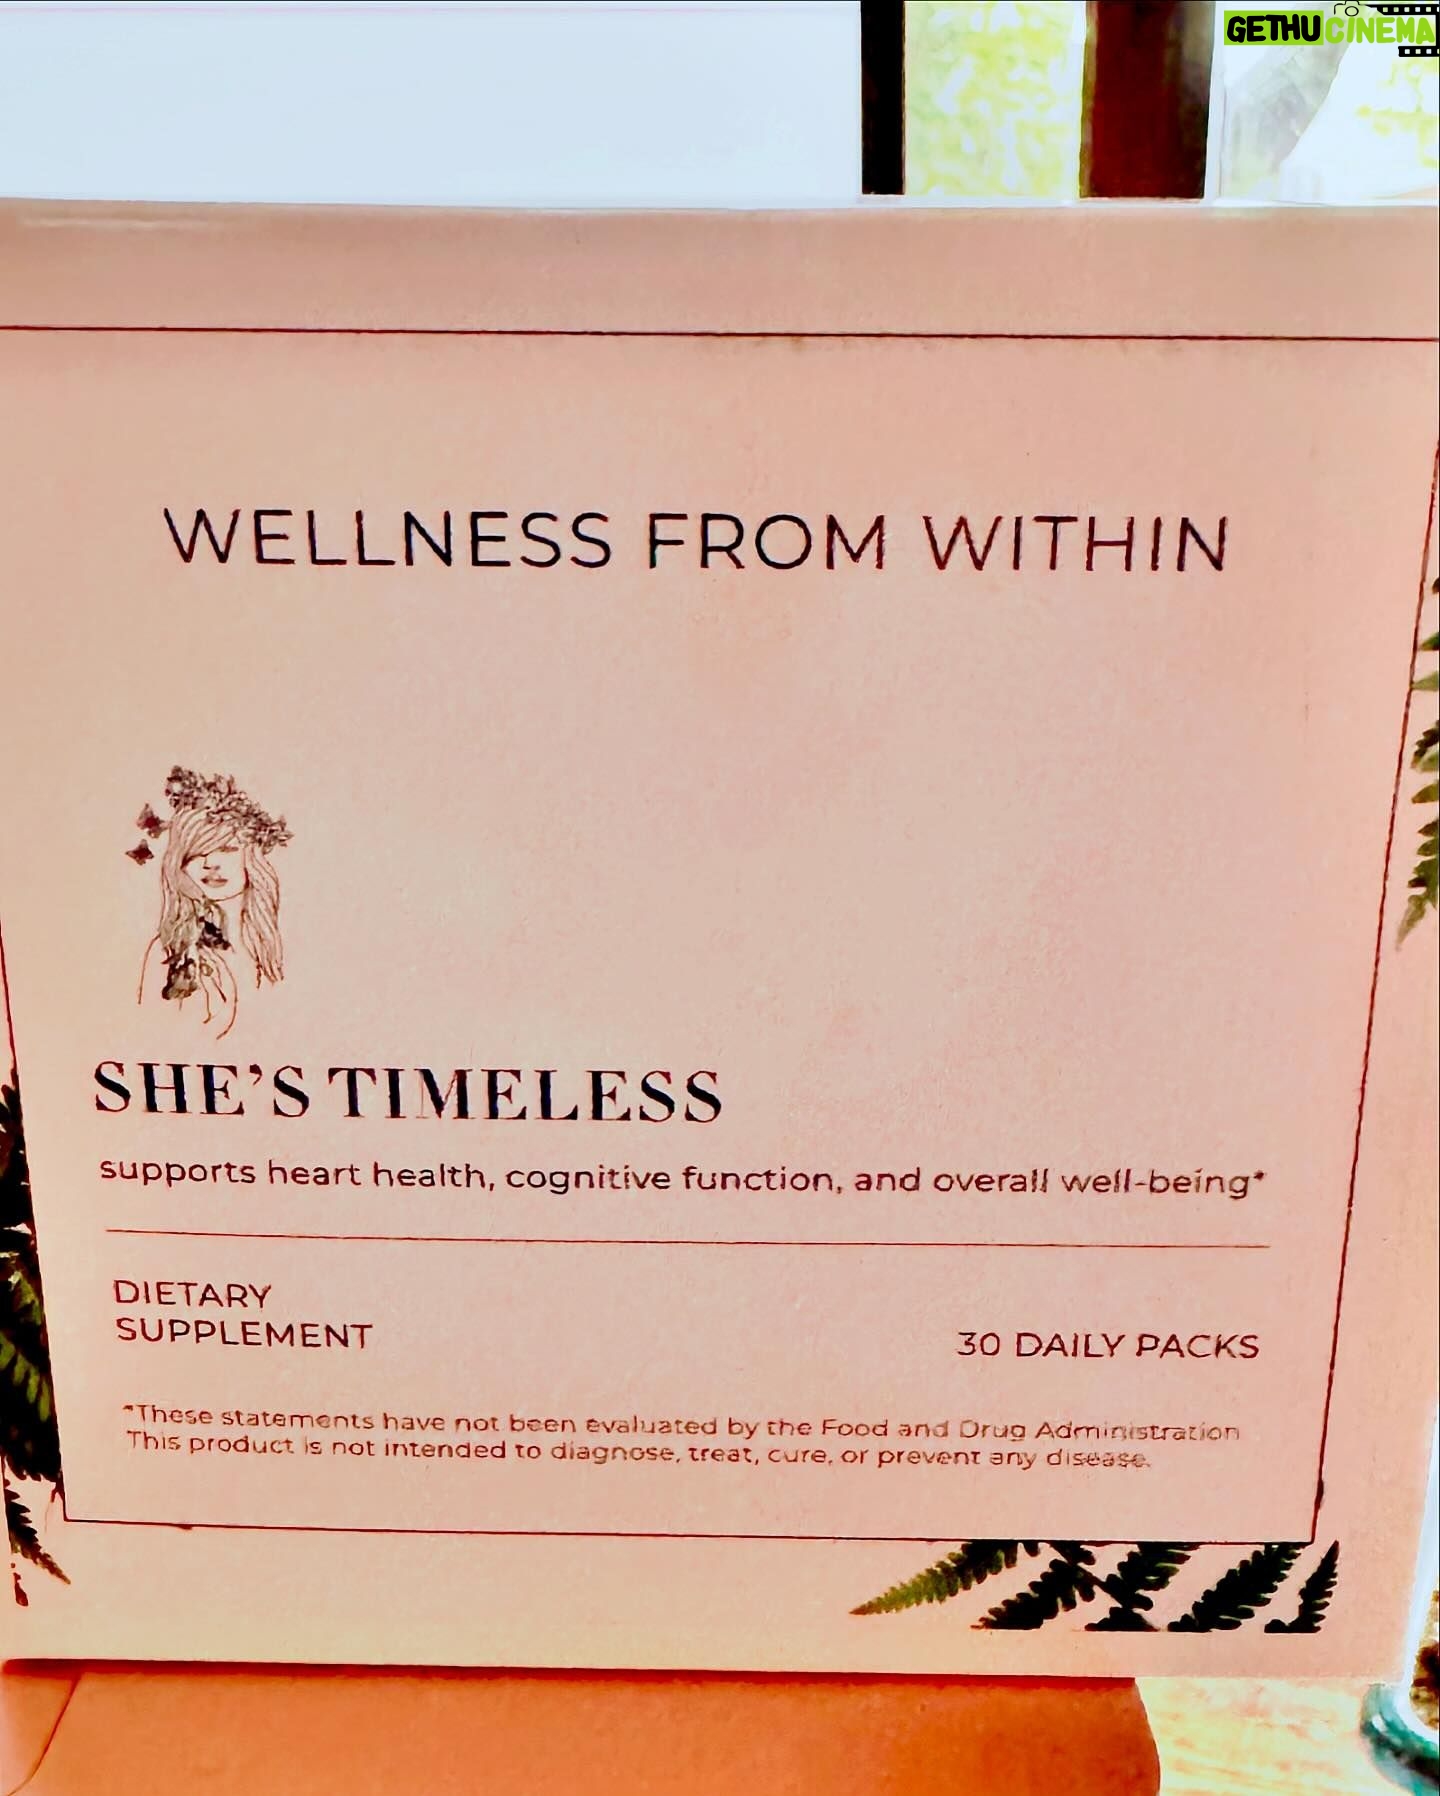 GETHUCINEMA
WELLNESS FROM WITHIN
SHE'S TIMELESS
supports heart health, cognitive function, and overall well-being*
DIETARY
SUPPLEMENT
30 DAILY PACKS
*These statements have not been evaluated by the Food and Drug Administration
This product is not intended to diagnose, treat, cure, or prevent any disease.